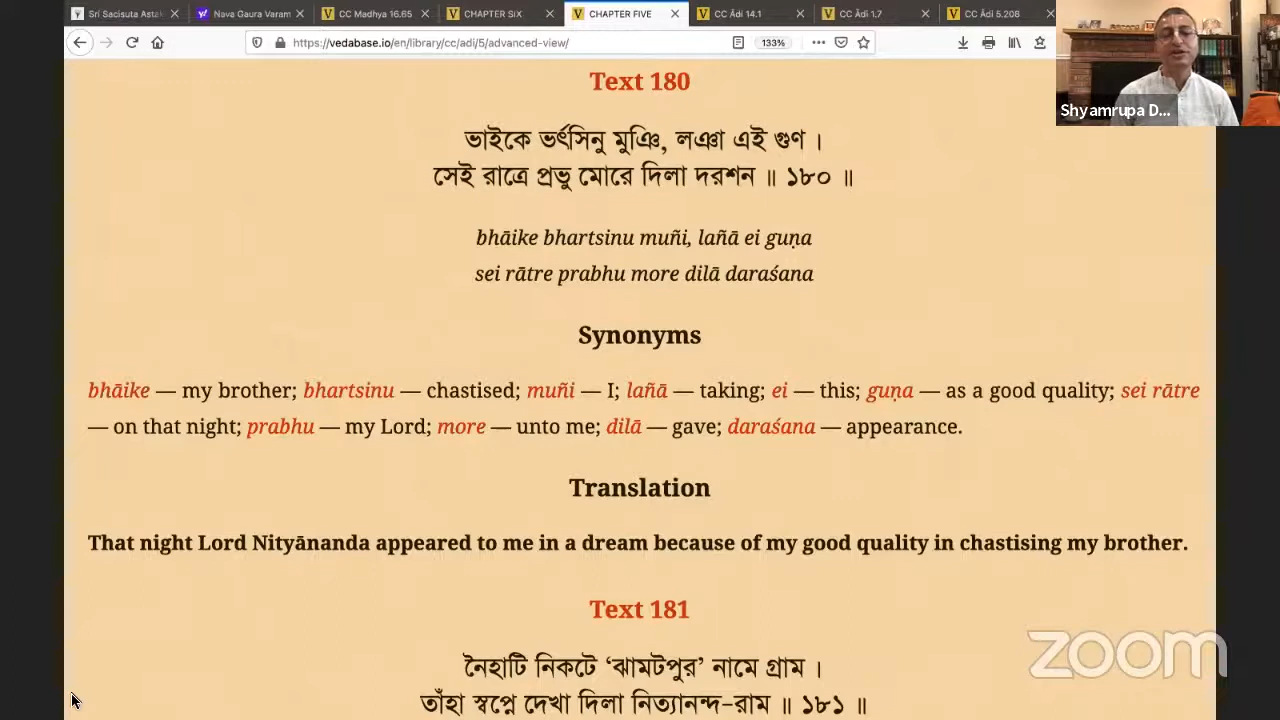 Sri Sacisuta Asta
Nava Gaura Varam
CC Madhya 16.65
CHAPTER SIX
CHAPTER FIVE
CC Ādi 14.1
CC Ādi 1.7
CC Ādi 5.208
https://vedabase.io/en/library/cc/adi/5/advanced-view/
133%
Shyamrupa D...
Text 180
ভাইকে ভর্ৎসিনু মুঞি, লঞা এই গুণ ।
সেই রাত্রে প্রভু মোরে দিলা দরশন ॥ ১৮০ ॥
bhāike bhartsinu muñi, lañā ei guṇa
sei rātre prabhu more dilā daraśana
Synonyms
bhāike — my brother; bhartsinu — chastised; muñi — I; lañā — taking; ei — this; guṇa — as a good quality; sei rātre
— on that night; prabhu — my Lord; more — unto me; dilā — gave; daraśana — appearance.
Translation
That night Lord Nityānanda appeared to me in a dream because of my good quality in chastising my brother.
Text 181
নৈহাটি নিকটে ‘ঝামটপুর’ নামে গ্রাম ।
তাঁহা স্বপ্নে দেখা দিলা নিত্যানন্দ-রাম ॥ ১৮১ ॥
zoom